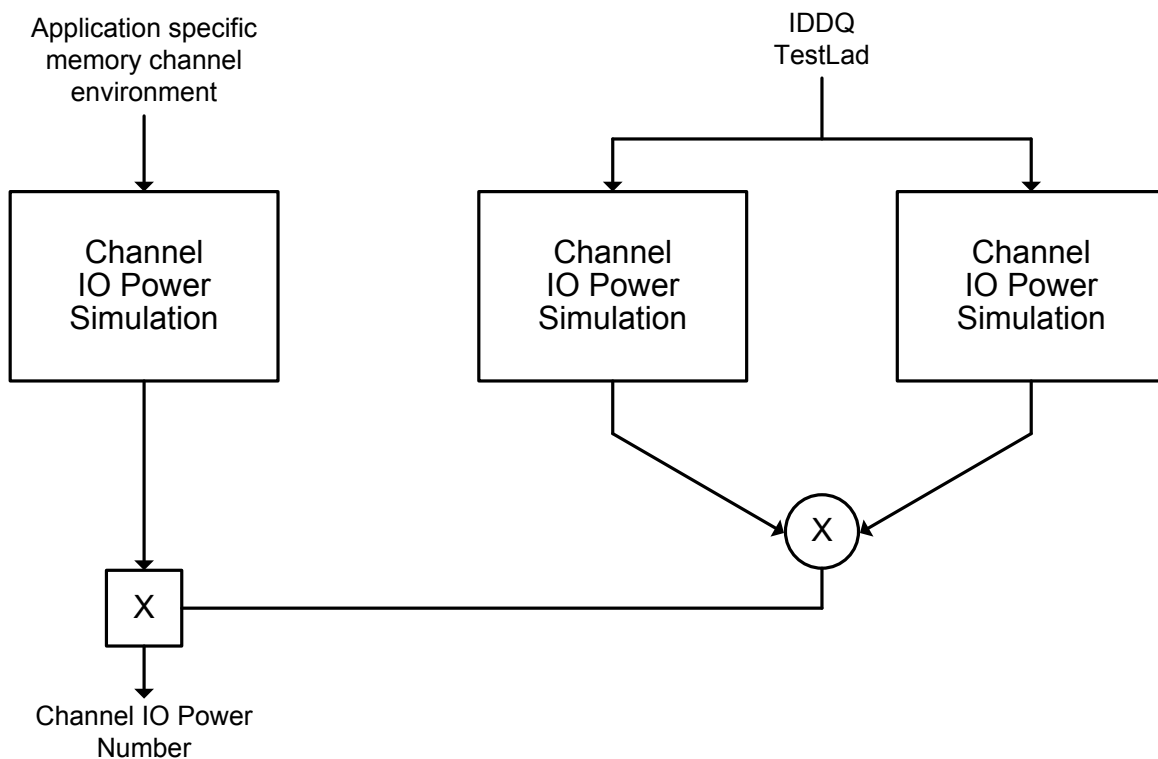 Application specific
memory channel
environment
IDDQ
TestLad
Channel
IO Power
Simulation
Channel
IO Power
Simulation
Channel
IO Power
Simulation
X
X
Channel IO Power
Number